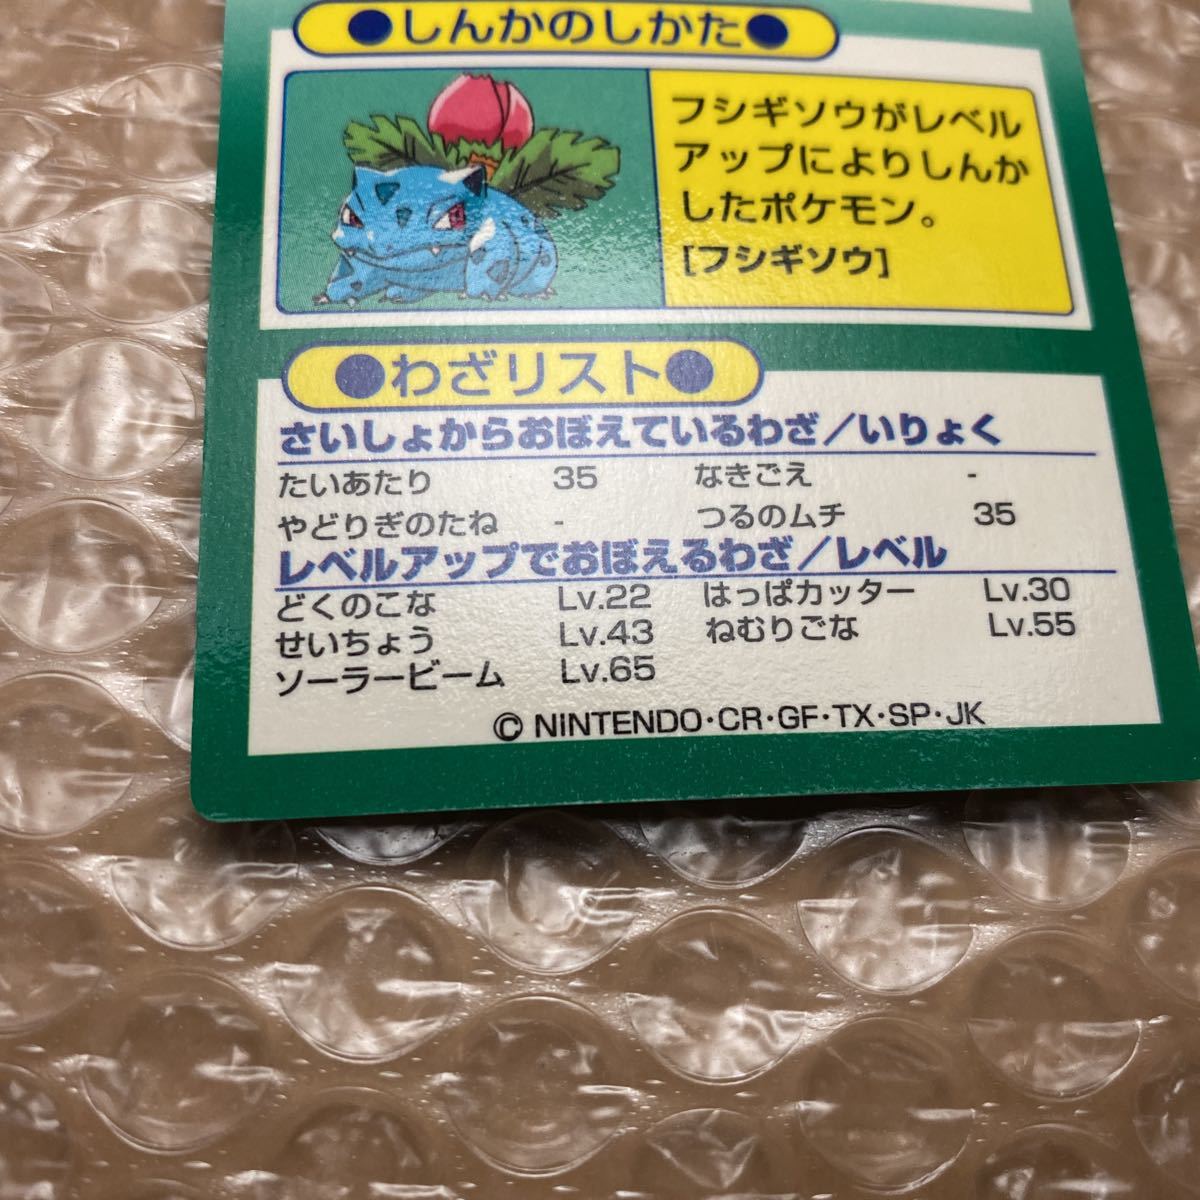 ●しんかのしかた●
フシギソウがレベル
アップによりしんか
したポケモン。
[フシギソウ]
●わざリスト●
さいしょからおぼえているわざ／いりょく
たいあたり 35 なきごえ -
やどりぎのたね - つるのムチ 35
レベルアップでおぼえるわざ／レベル
どくのこな Lv.22 はっぱカッター Lv.30
せいちょう Lv.43 ねむりごな Lv.55
ソーラービーム Lv.65
© NINTENDO・CR・GF・TX・SP・JK